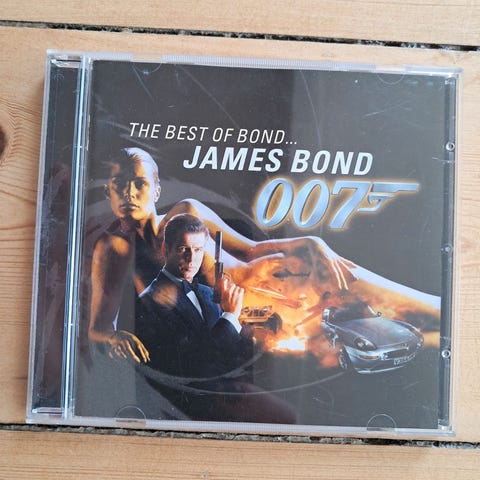 THE BEST OF BOND...
JAMES BOND
007